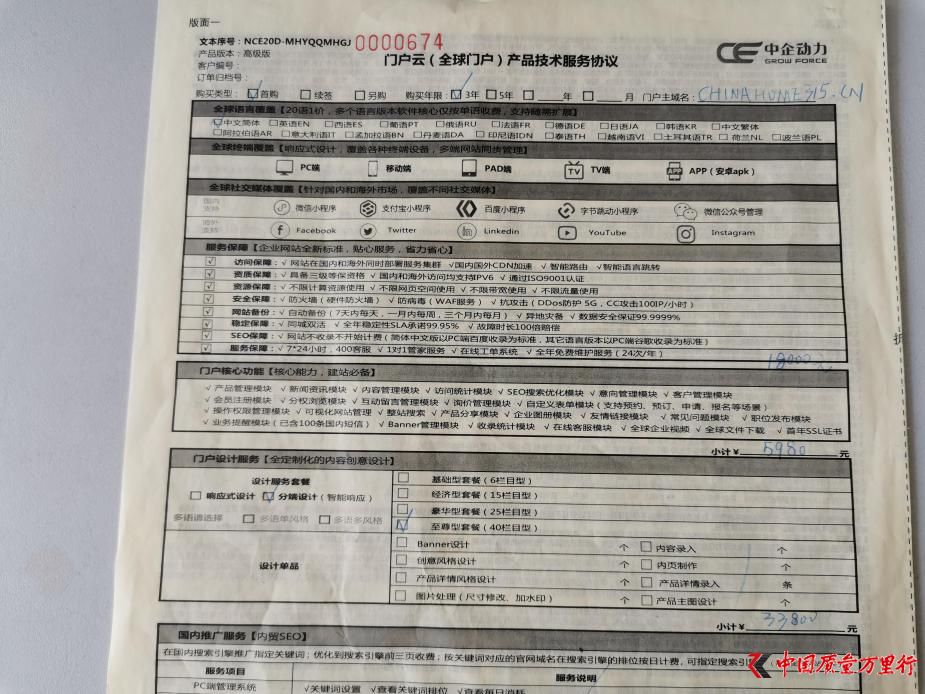 版面一
文本序号：NCE20D-MHYQQMHGJ 0000674
产品版本：高级版
客户编号：
订单归档号：
门户云（全球门户）产品技术服务协议
CE 中企动力
GROW FORCE
购买类型： 首购 续签 另购 购买年限： 3年 5年 年 月 门户主域名：CHINAHUME315.CN
全球语言覆盖【20语1价，多个语言版本软件核心仅按单语收费，支持随需扩展】
中文简体 英语EN 西语ES 葡语PT 俄语RU 法语FR 德语DE 日语JA 韩语KR 中文繁体
阿拉伯语AR 意大利语IT 孟加拉语BN 丹麦语DA 印尼语IDN 泰语TH 越南语VI 土耳其语TR 荷兰NL 波兰语PL
全球终端覆盖【响应式设计，覆盖各种终端设备，多端网站同步管理】
PC端 移动端 PAD端 TV TV端 APP APP（安卓apk）
全球社交媒体覆盖【针对国内和海外市场，覆盖不同社交媒体】
国内支持 微信小程序 支付宝小程序 百度小程序 字节跳动小程序 微信公众号管理
海外支持 Facebook Twitter Linkedin YouTube Instagram
服务保障【企业网站全新标准，贴心服务，省力省心】
√ 访问保障：√ 网站在国内和海外同时部署服务集群 √国内国外CDN加速 √ 智能路由 √智能语言跳转
√ 资质保障：√ 具备三级等保资格 √ 国内和海外访问均支持IPV6 √ 通过ISO9001认证
√ 资源保障：√ 不限计算资源使用 √ 不限网页空间使用 √ 不限带宽使用 √ 不限流量使用
√ 安全保障：√ 防火墙（硬件防火墙） √ 防病毒（WAF服务） √ 抗攻击（DDos防护 5G，CC攻击100IP/小时）
√ 网站备份：√ 自动备份（7天内每天，一月内每周，三个月内每月） √ 异地灾备 √ 数据安全保证99.9999%
√ 稳定保障：√ 同城双活 √ 全年稳定性SLA承诺99.95% √ 故障时长100倍赔偿
√ SEO保障：√ 网站不收录不开始计费（简体中文版以PC端百度收录为标准，其它语言版本以PC端谷歌收录为标准）
√ 服务保障：√ 7*24小时，400客服 √ 1对1管家服务 √ 在线工单系统 √ 全年免费维护服务（24次/年）
18000元
门户核心功能【核心能力，建站必备】
√ 产品管理模块 √ 新闻资讯模块 √ 内容管理模块 √ 访问统计模块 √ SEO搜索优化模块 √ 意向管理模块 √ 客户管理模块
√ 会员注册模块 √ 分权浏览模块 √ 互动留言管理模块 √ 询价管理模块 √ 自定义表单模块（支持预约、预订、申请、报名等场景）
√ 操作权限管理模块 √ 可视化网站管理 √ 整站搜索 √ 产品分享模块 √ 企业图册模块 √ 友情链接模块 √ 常见问题模块 √ 职位发布模块
√ 业务提醒模块（已含100条国内短信） √ Banner管理模块 √ 收录统计模块 √ 在线客服模块 √ 全球企业视频 √ 全球文件下载 √ 首年SSL证书
小计￥ 5980 元
门户设计服务【全定制化的内容创意设计】
设计服务套餐
响应式设计 分端设计（智能响应）
多语请选择 多语单风格 多语多风格
基础型套餐（6栏目型）
经济型套餐（15栏目型）
豪华型套餐（25栏目型）
至尊型套餐（40栏目型）
设计单品
Banner设计 个 内容录入 个
创意风格设计 个 内页制作 个
产品详情风格设计 个 产品详情录入 条
图片处理（尺寸修改、加水印） 个 产品主图设计 个
小计￥ 33800 元
国内推广服务【内贸SEO】
在国内搜索引擎推广指定关键词；优化到搜索引擎前三页收费；按关键词对应的官网域名在搜索引擎的排位按日计费，可指定搜索引
服务项目 服务说明
PC端管理系统 √关键词设置 √查看关键词排位 √查看每日消耗
中国质量万里行